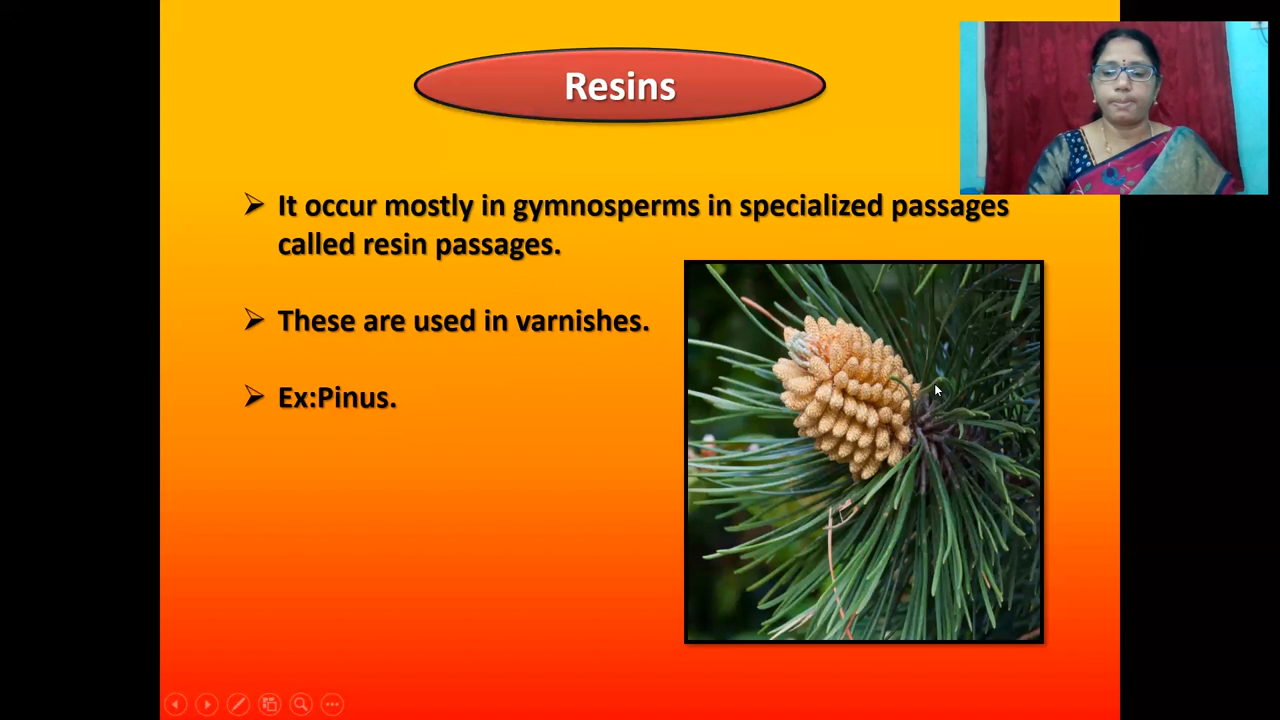 Resins
It occur mostly in gymnosperms in specialized passages
called resin passages.
These are used in varnishes.
Ex:Pinus.